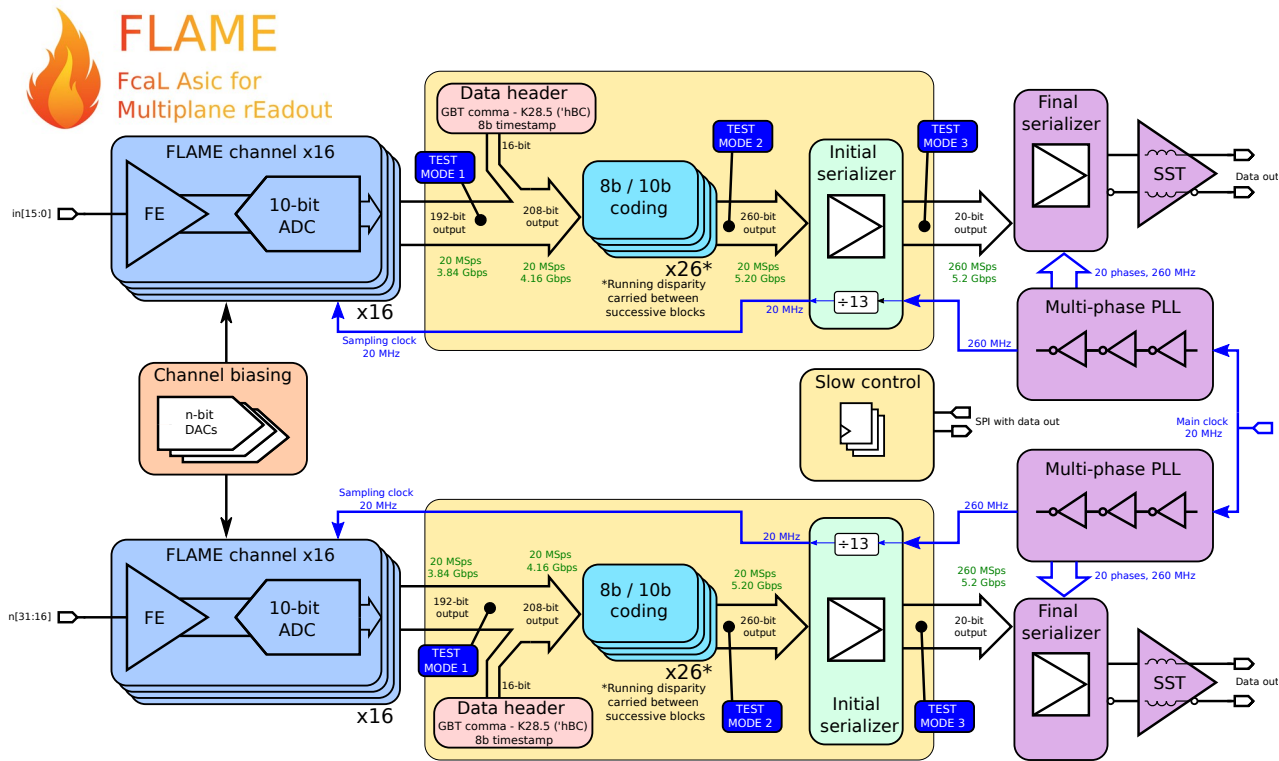 FLAME
FcaL Asic for
Multiplane rEadout
FLAME channel x16
in[15:0]
FE
10-bit
ADC
x16
Data header
GBT comma - K28.5 ('hBC)
8b timestamp
16-bit
TEST
MODE 1
192-bit
output
208-bit
output
20 MSps
3.84 Gbps
20 MSps
4.16 Gbps
8b / 10b
coding
x26*
*Running disparity
carried between
successive blocks
TEST
MODE 2
260-bit
output
20 MSps
5.20 Gbps
Initial
serializer
÷13
20 MHz
Sampling clock
20 MHz
TEST
MODE 3
20-bit
output
260 MSps
5.2 Gbps
Final
serializer
SST
Data out
20 phases, 260 MHz
Multi-phase PLL
260 MHz
Channel biasing
n-bit
DACs
Slow control
SPI with data out
Main clock
20 MHz
Multi-phase PLL
260 MHz
20 phases, 260 MHz
Sampling clock
20 MHz
FLAME channel x16
n[31:16]
FE
10-bit
ADC
x16
20 MSps
3.84 Gbps
20 MSps
4.16 Gbps
192-bit
output
208-bit
output
TEST
MODE 1
16-bit
Data header
GBT comma - K28.5 ('hBC)
8b timestamp
8b / 10b
coding
x26*
*Running disparity
carried between
successive blocks
20 MSps
5.20 Gbps
260-bit
output
TEST
MODE 2
20 MHz
÷13
Initial
serializer
260 MSps
5.2 Gbps
20-bit
output
TEST
MODE 3
Final
serializer
SST
Data out